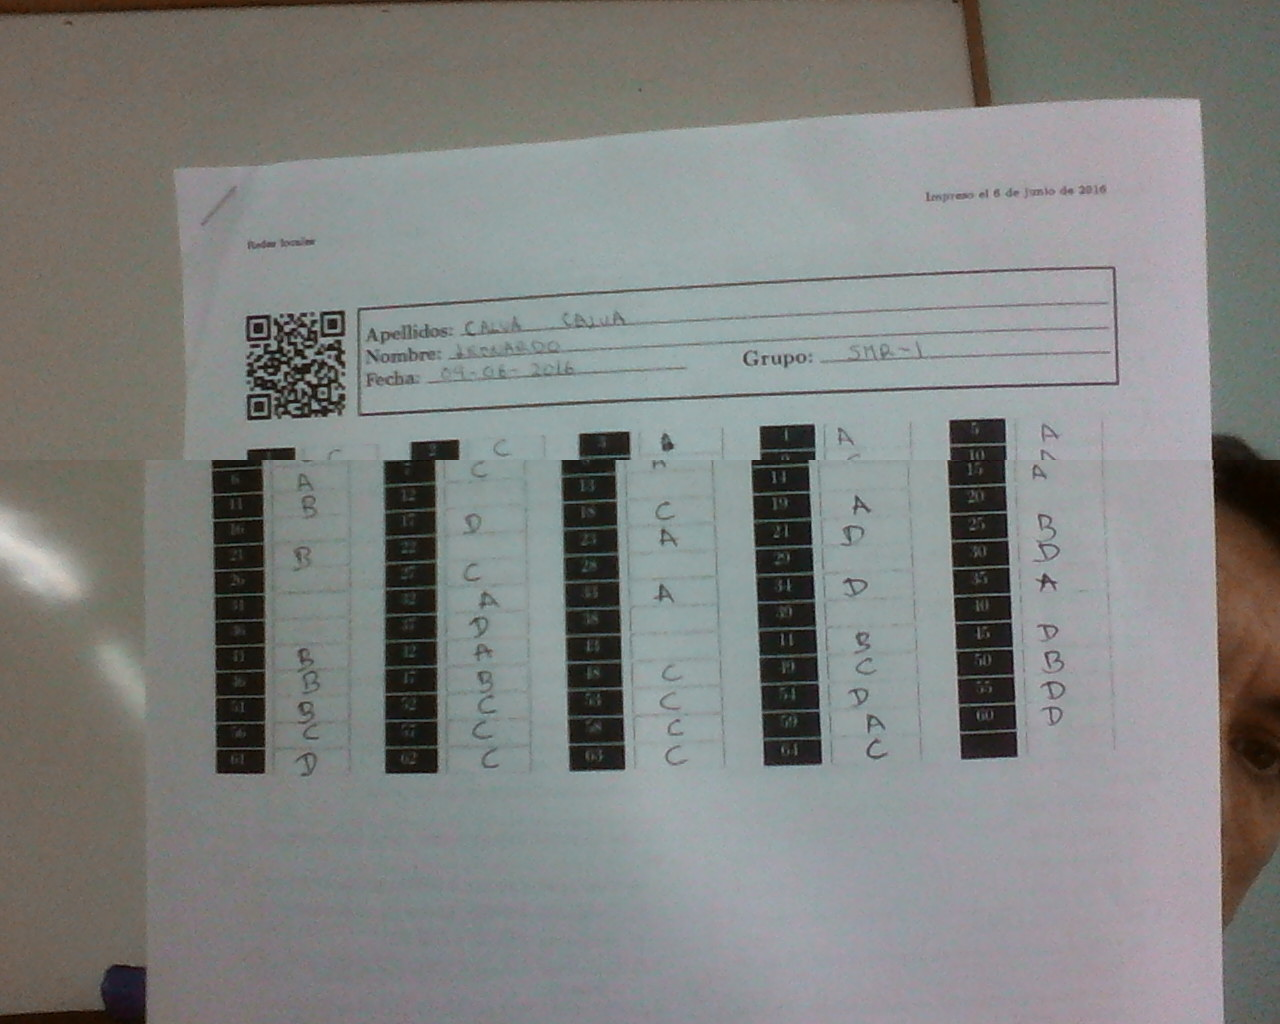 Impreso el 6 de junio de 2016
Redes locales
Apellidos: CALVA CALVA
Nombre: LEONARDO
Fecha: 09-06-2016 Grupo: SMR-1
1 C 2 C 3 A 4 A 5 A
10
6 A 7 C 14 15 A
11 B 12 13 19 A 20
16 17 D 18 C 24 D 25 B
21 B 22 23 A 29 30 D
26 27 C 28 34 D 35 A
31 32 A 33 A 39 40
36 37 D 38 44 B 45 D
41 B 42 A 43 49 C 50 B
46 B 47 B 48 C 54 D 55 D
51 B 52 C 53 C 59 A 60 D
56 C 57 C 58 C 64 C
61 D 62 C 63 C